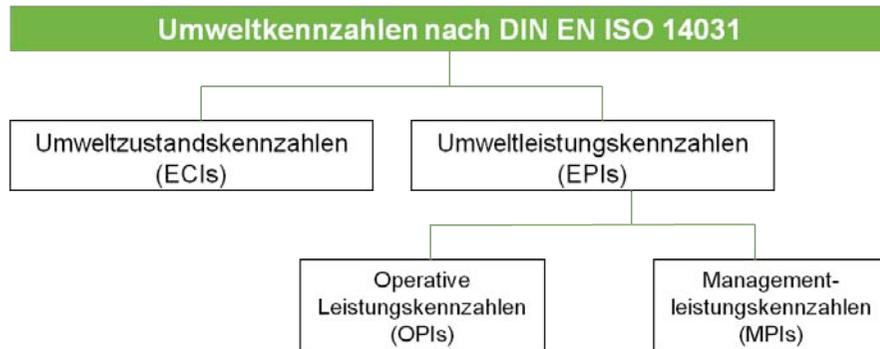 Umweltkennzahlen nach DIN EN ISO 14031
Umweltzustandskennzahlen
(ECIs)
Umweltleistungskennzahlen
(EPIs)
Operative
Leistungskennzahlen
(OPIs)
Management-
leistungskennzahlen
(MPIs)